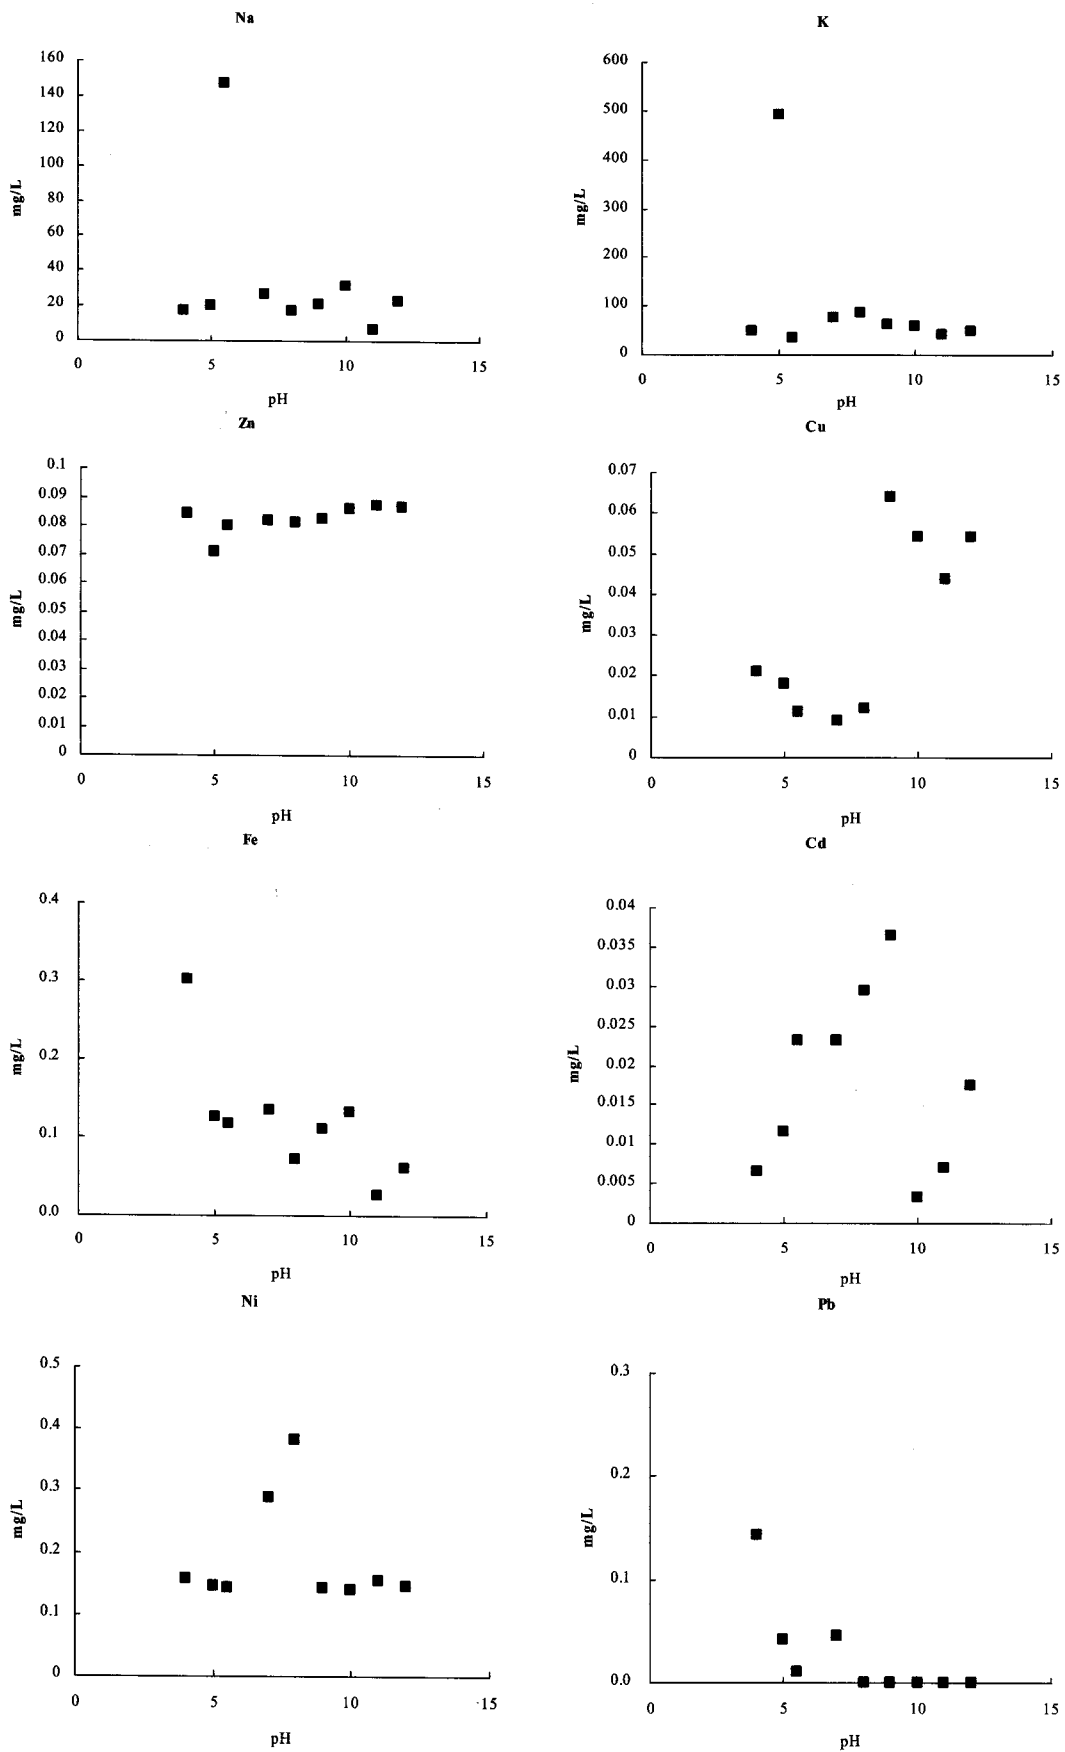 Na
160
140
120
100
80
60
40
20
0
mg/L
0 5 10 15
pH
K
600
500
400
300
200
100
0
mg/L
0 5 10 15
pH
Zn
0.1
0.09
0.08
0.07
0.06
0.05
0.04
0.03
0.02
0.01
0
mg/L
0 5 10 15
pH
Cu
0.07
0.06
0.05
0.04
0.03
0.02
0.01
0
mg/L
0 5 10 15
pH
Fe
0.4
0.3
0.2
0.1
0.0
mg/L
0 5 10 15
pH
Cd
0.04
0.035
0.03
0.025
0.02
0.015
0.01
0.005
0
mg/L
0 5 10 15
pH
Ni
0.5
0.4
0.3
0.2
0.1
0
mg/L
0 5 10 15
pH
Pb
0.3
0.2
0.1
0.0
mg/L
0 5 10 15
pH